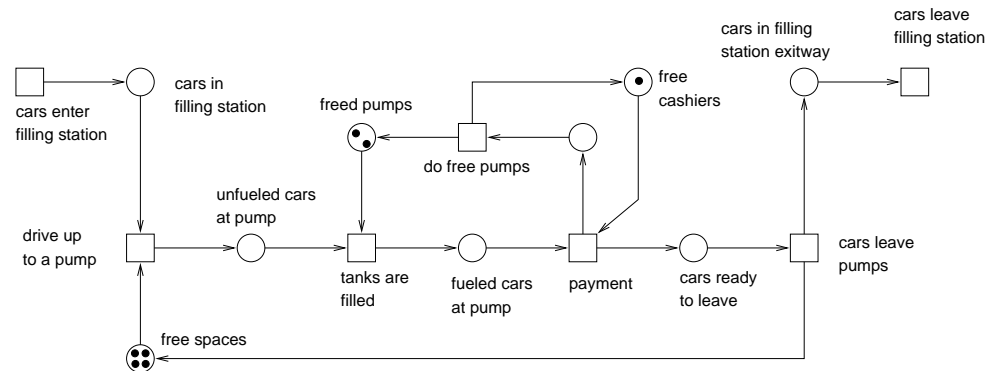 cars leave
filling station
cars in filling
station exitway
cars enter
filling station
cars in
filling station
freed pumps
free
cashiers
do free pumps
unfueled cars
at pump
drive up
to a pump
tanks are
filled
fueled cars
at pump
payment
cars ready
to leave
cars leave
pumps
free spaces